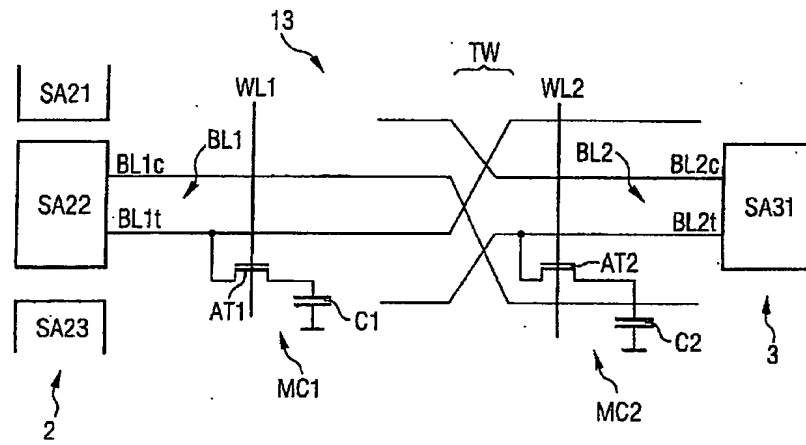 13
TW
SA21
WL1
WL2
BL1
BL2
BL1c
BL2c
SA22
SA31
BL1t
BL2t
AT1
AT2
C1
SA23
C2
3
MC1
MC2
2